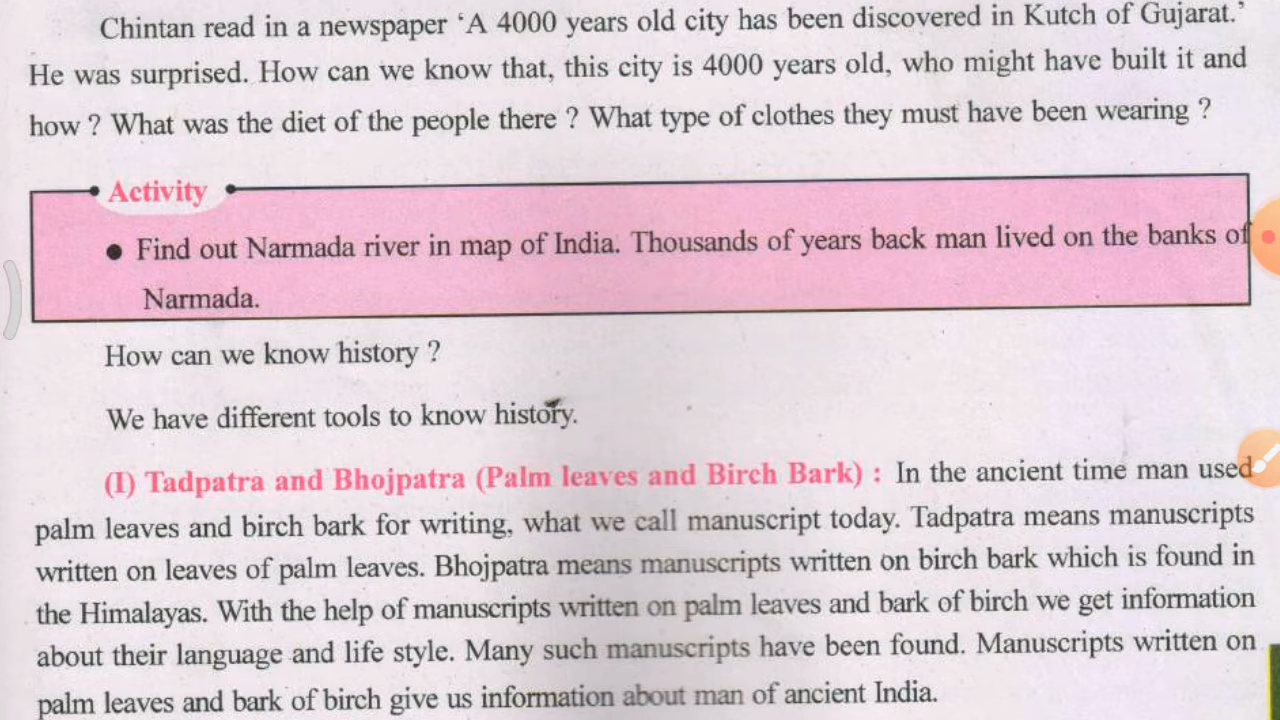 Chintan read in a newspaper ‘A 4000 years old city has been discovered in Kutch of Gujarat.’
He was surprised. How can we know that, this city is 4000 years old, who might have built it and
how ? What was the diet of the people there ? What type of clothes they must have been wearing ?
Activity
● Find out Narmada river in map of India. Thousands of years back man lived on the banks of
Narmada.
How can we know history ?
We have different tools to know history.
(I) Tadpatra and Bhojpatra (Palm leaves and Birch Bark) : In the ancient time man used
palm leaves and birch bark for writing, what we call manuscript today. Tadpatra means manuscripts
written on leaves of palm leaves. Bhojpatra means manuscripts written on birch bark which is found in
the Himalayas. With the help of manuscripts written on palm leaves and bark of birch we get information
about their language and life style. Many such manuscripts have been found. Manuscripts written on
palm leaves and bark of birch give us information about man of ancient India.